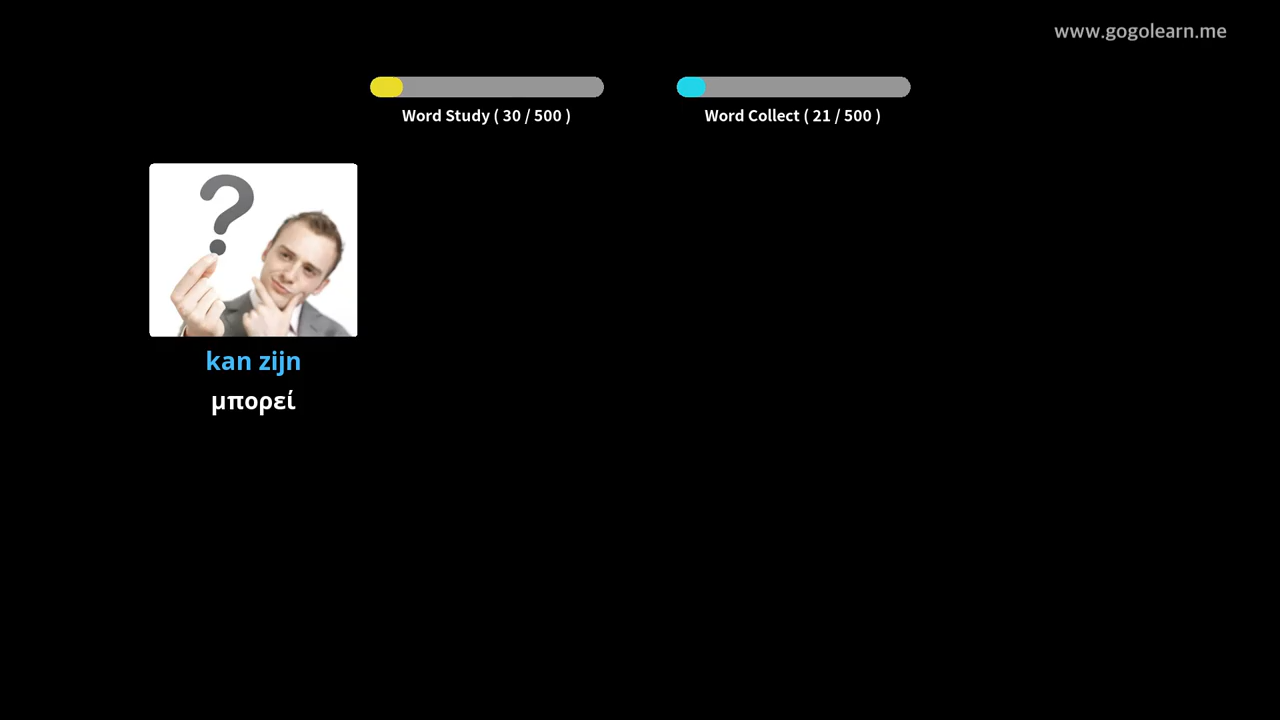 www.gogolearn.me
Word Study ( 30 / 500 )
Word Collect ( 21 / 500 )
?
kan zijn
μπορεί